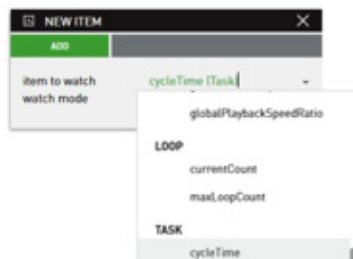 NEW ITEM
ADD
item to watch cycleTime [Task]
watch mode
globalPlaybackSpeedRatio
LOOP
currentCount
maxLoopCount
TASK
cycleTime